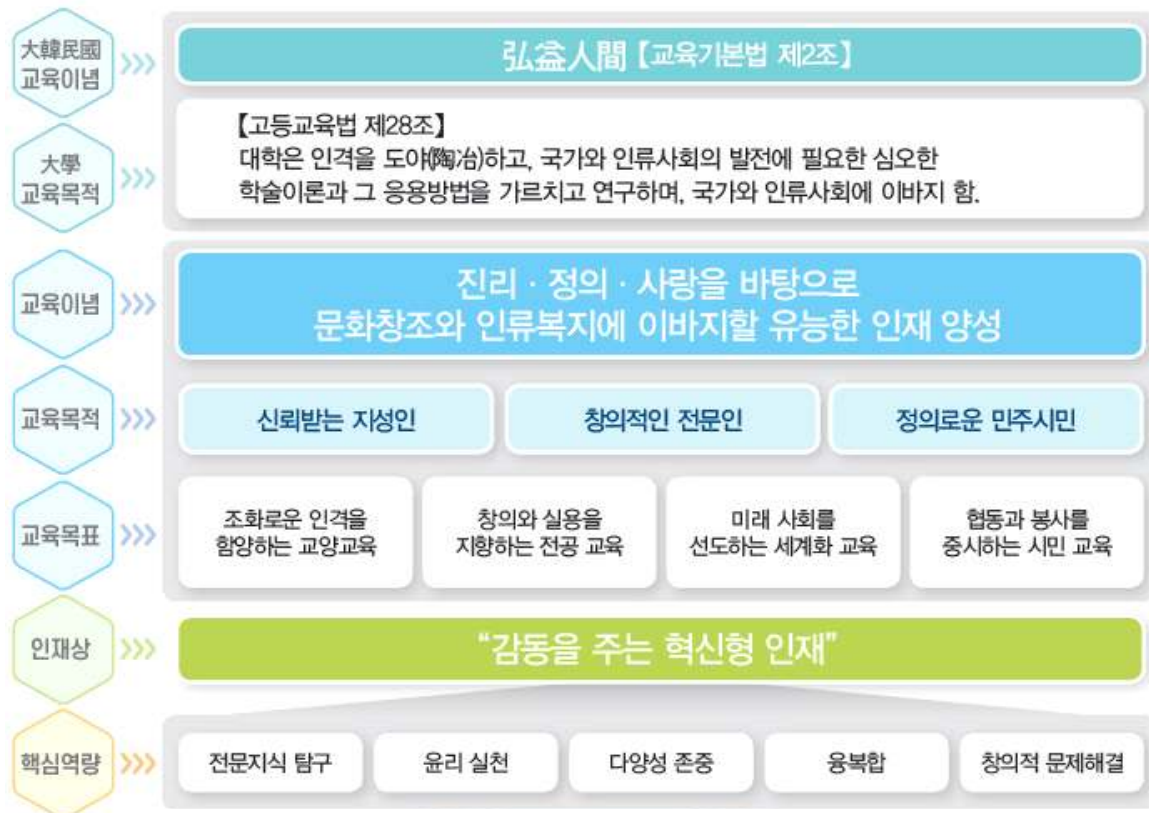 大韓民國
교육이념
弘益人間【교육기본법 제2조】
大學
교육목적
【고등교육법 제28조】
대학은 인격을 도야(陶冶)하고, 국가와 인류사회의 발전에 필요한 심오한
학술이론과 그 응용방법을 가르치고 연구하며, 국가와 인류사회에 이바지 함.
교육이념
진리 · 정의 · 사랑을 바탕으로
문화창조와 인류복지에 이바지할 유능한 인재 양성
교육목적
신뢰받는 지성인
창의적인 전문인
정의로운 민주시민
교육목표
조화로운 인격을
함양하는 교양교육
창의와 실용을
지향하는 전공 교육
미래 사회를
선도하는 세계화 교육
협동과 봉사를
중시하는 시민 교육
인재상
“감동을 주는 혁신형 인재”
핵심역량
전문지식 탐구
윤리 실천
다양성 존중
융복합
창의적 문제해결